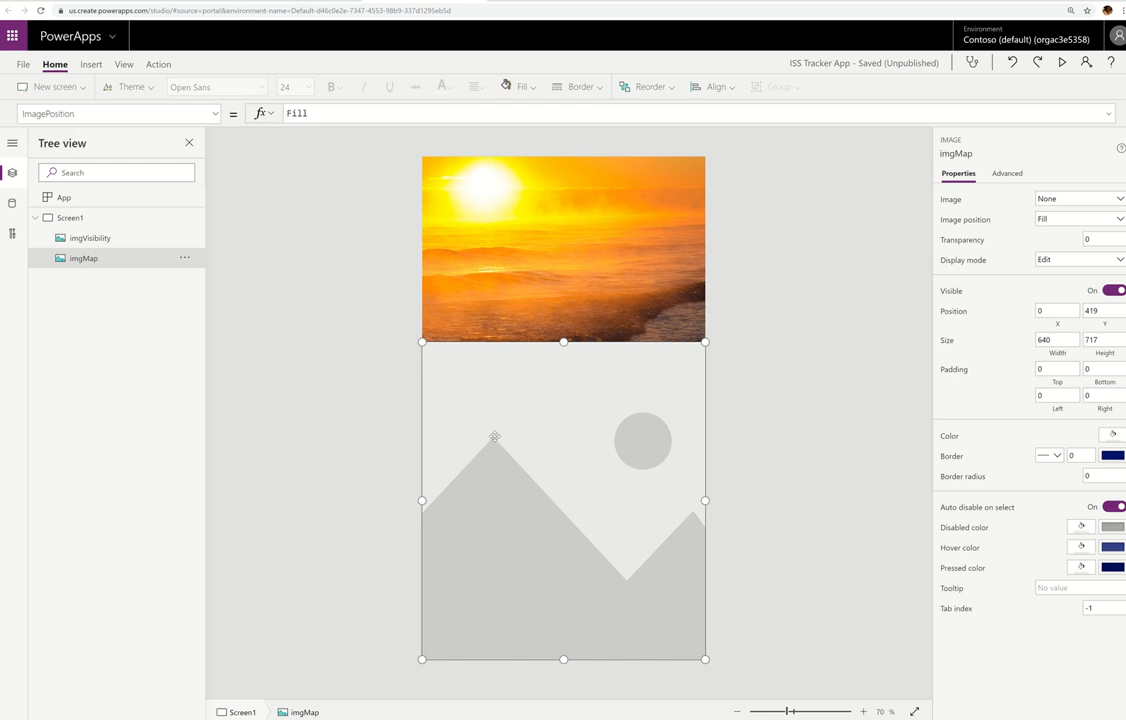 us.create.powerapps.com/studio/#source=portal&environment-name=Default-d46c0e2e-7347-4553-98b9-337d1295eb5d
PowerApps
Environment
Contoso (default) (orgac3e5358)
File Home Insert View Action
ISS Tracker App - Saved (Unpublished)
New screen Theme Open Sans 24 B I U abc A Fill Border Reorder Align Group
ImagePosition = fx Fill
Tree view
Search
App
Screen1
imgVisibility
imgMap
IMAGE
imgMap
Properties Advanced
Image None
Image position Fill
Transparency 0
Display mode Edit
Visible On
Position 0 419
X Y
Size 640 717
Width Height
Padding 0 0
Top Bottom
0 0
Left Right
Color
Border 0
Border radius 0
Auto disable on select On
Disabled color
Hover color
Pressed color
Tooltip No value
Tab index -1
Screen1 imgMap
70 %